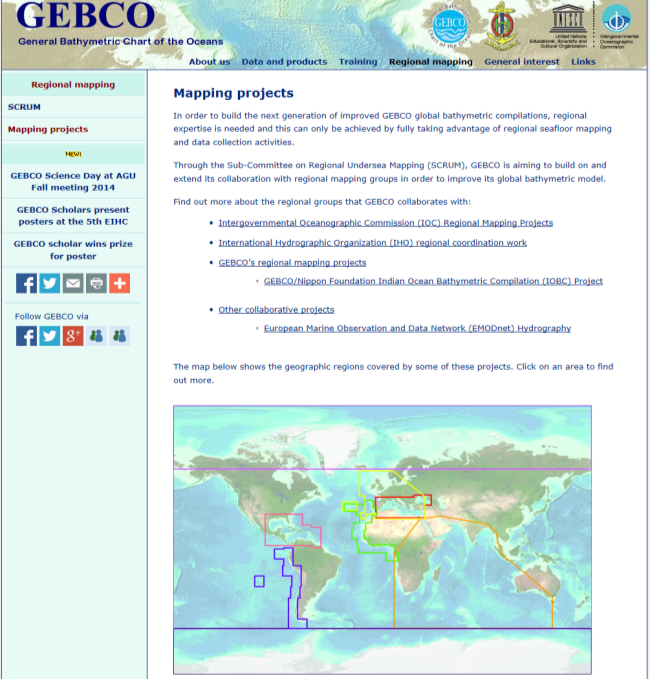 GEBCO
General Bathymetric Chart of the Oceans
GEBCO
UNESCO
United Nations
Educational, Scientific and
Cultural Organization
Intergovernmental
Oceanographic
Commission
About us Data and products Training Regional mapping General interest Links
Regional mapping
SCRUM
Mapping projects
NEW!
GEBCO Science Day at AGU
Fall meeting 2014
GEBCO Scholars present
posters at the 5th EIHC
GEBCO scholar wins prize
for poster
Follow GEBCO via
Mapping projects
In order to build the next generation of improved GEBCO global bathymetric compilations, regional
expertise is needed and this can only be achieved by fully taking advantage of regional seafloor mapping
and data collection activities.
Through the Sub-Committee on Regional Undersea Mapping (SCRUM), GEBCO is aiming to build on and
extend its collaboration with regional mapping groups in order to improve its global bathymetric model.
Find out more about the regional groups that GEBCO collaborates with:
Intergovernmental Oceanographic Commission (IOC) Regional Mapping Projects
International Hydrographic Organization (IHO) regional coordination work
GEBCO's regional mapping projects
GEBCO/Nippon Foundation Indian Ocean Bathymetric Compilation (IOBC) Project
Other collaborative projects
European Marine Observation and Data Network (EMODnet) Hydrography
The map below shows the geographic regions covered by some of these projects. Click on an area to find
out more.